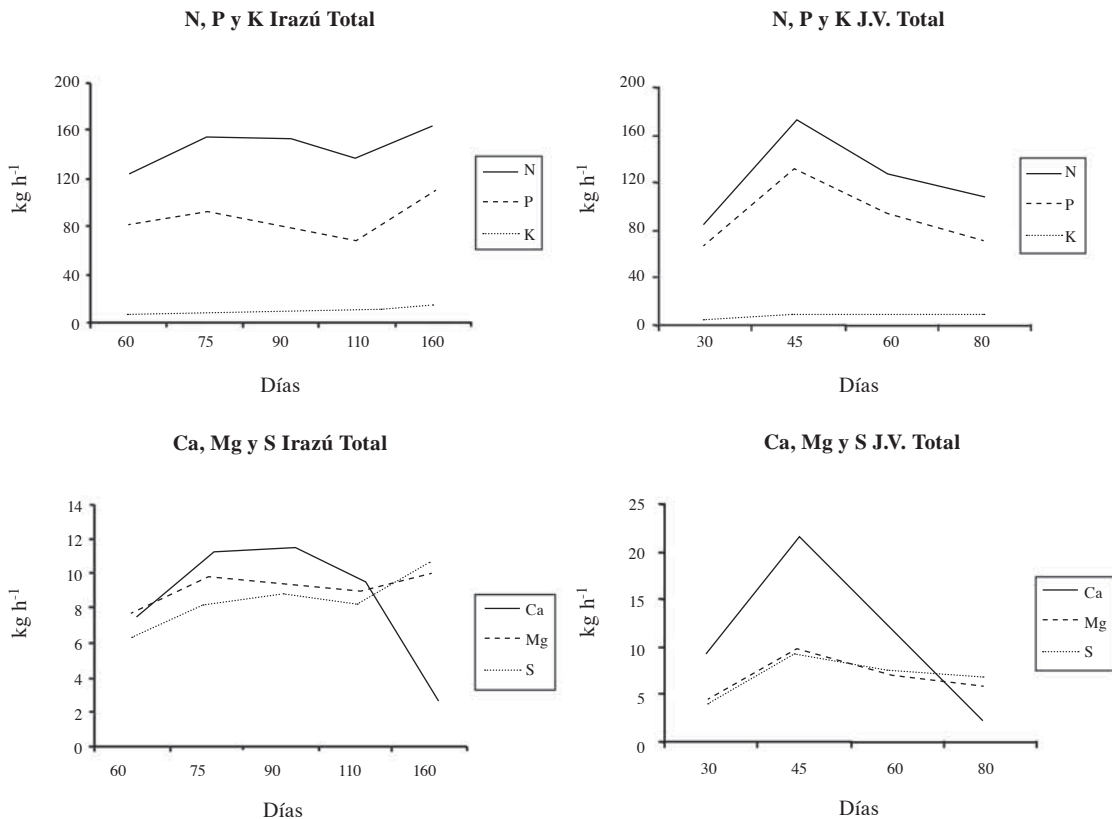 N, P y K Irazú Total
200
160
120
80
40
0
kg h-1
60 75 90 110 160
Días
N
P
K
N, P y K J.V. Total
200
160
120
80
40
0
kg h-1
30 45 60 80
Días
N
P
K
Ca, Mg y S Irazú Total
14
12
10
8
6
4
2
0
kg h-1
60 75 90 110 160
Días
Ca
Mg
S
Ca, Mg y S J.V. Total
25
20
15
10
5
0
kg h-1
30 45 60 80
Días
Ca
Mg
S